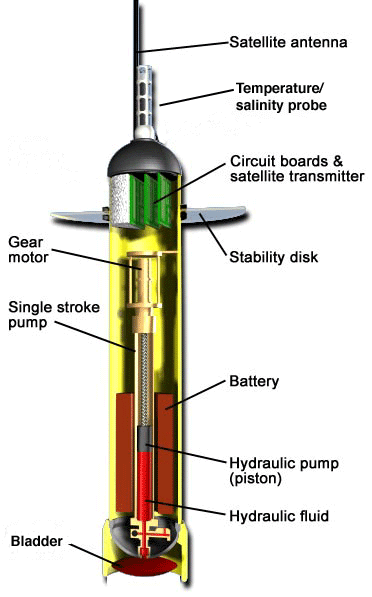 Satellite antenna
Temperature/
salinity probe
Circuit boards &
satellite transmitter
Gear
motor
Stability disk
Single stroke
pump
Battery
Hydraulic pump
(piston)
Hydraulic fluid
Bladder